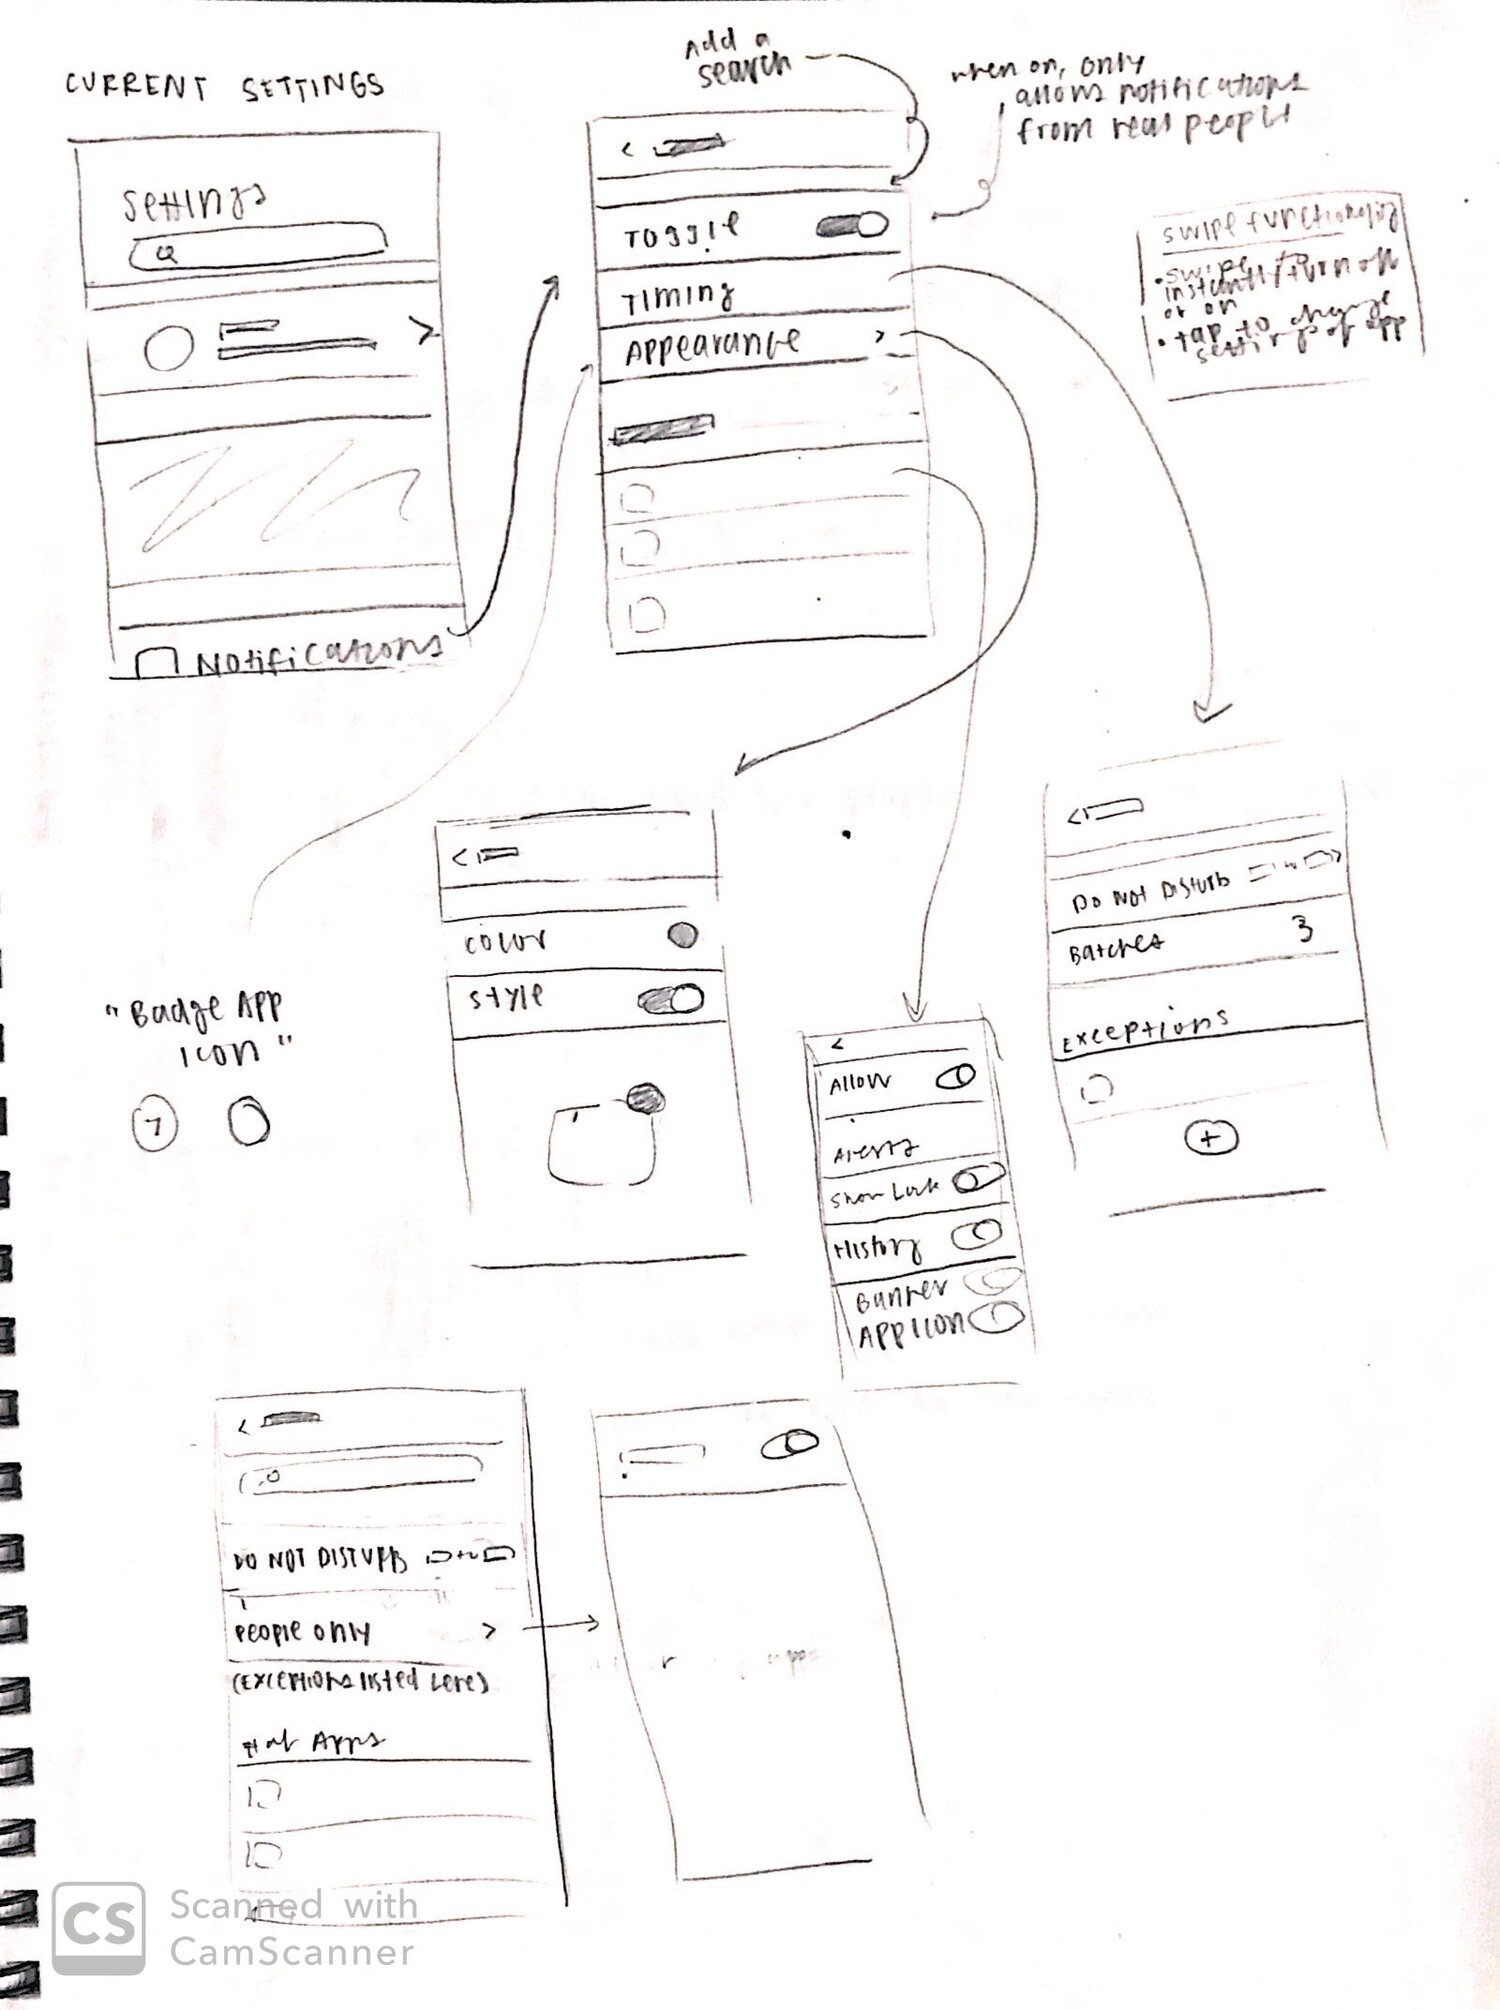 CURRENT SETTINGS
Add a
search
when on, only
allows notifications
from real people
Settings
Notifications
Toggle
Timing
Appearance
swipe functionality
• swipe to
instantly turn off
or on
• tap to change
settings of app
"Badge App
Icon"
7
<
Color
Style
<
Allow
Alerts
Show Lock
History
Banner
App Icon
<
Do Not Disturb to >
Batches 3
Exceptions
+
<
DO NOT DISTURB to
People only >
(Exceptions listed here)
Apps
CS Scanned with
CamScanner